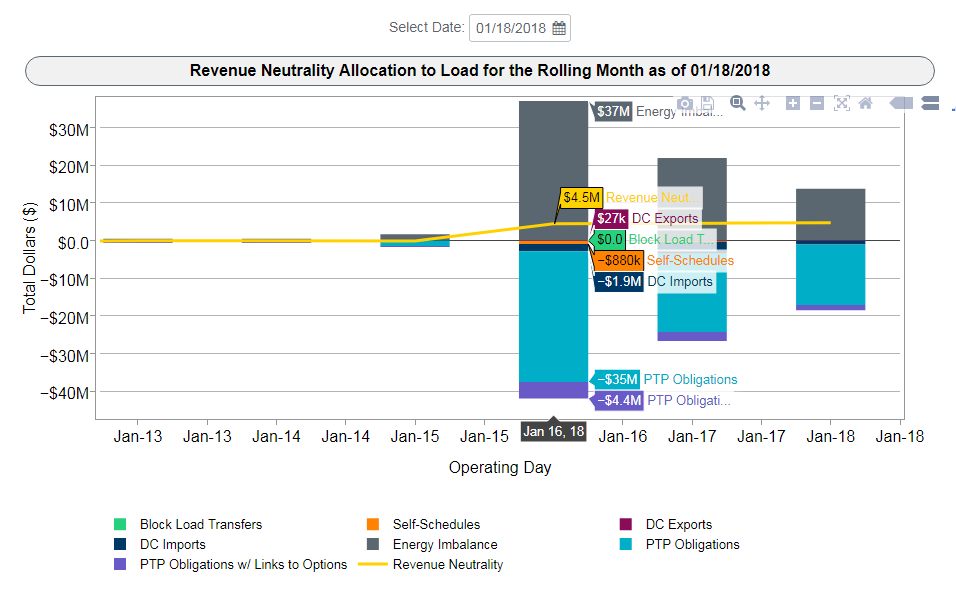 Select Date: 01/18/2018
Revenue Neutrality Allocation to Load for the Rolling Month as of 01/18/2018
Total Dollars ($)
$30M
$20M
$10M
$0.0
−$10M
−$20M
−$30M
−$40M
$37M Energy Imbal...
$4.5M Revenue Neut...
$27k DC Exports
$0.0 Block Load T...
−$880k Self-Schedules
−$1.9M DC Imports
−$35M PTP Obligations
−$4.4M PTP Obligati...
Jan-13 Jan-13 Jan-14 Jan-14 Jan-15 Jan-15 Jan 16, 18 Jan-16 Jan-17 Jan-17 Jan-18 Jan-18
Operating Day
Block Load Transfers Self-Schedules DC Exports
DC Imports Energy Imbalance PTP Obligations
PTP Obligations w/ Links to Options Revenue Neutrality